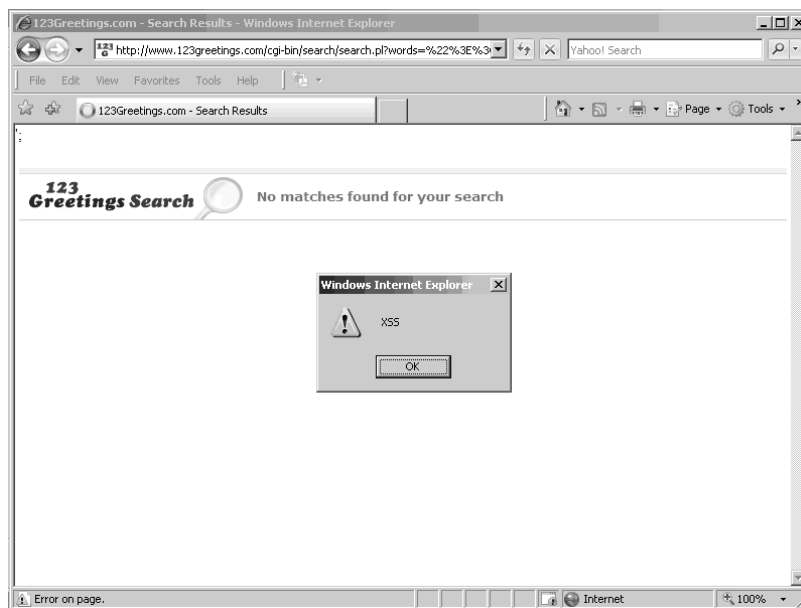 123Greetings.com - Search Results - Windows Internet Explorer
http://www.123greetings.com/cgi-bin/search/search.pl?words=%22%3E%3
Yahoo! Search
File Edit View Favorites Tools Help
123Greetings.com - Search Results
Page Tools
';
123
Greetings Search
No matches found for your search
Windows Internet Explorer
XSS
OK
Error on page.
Internet
100%